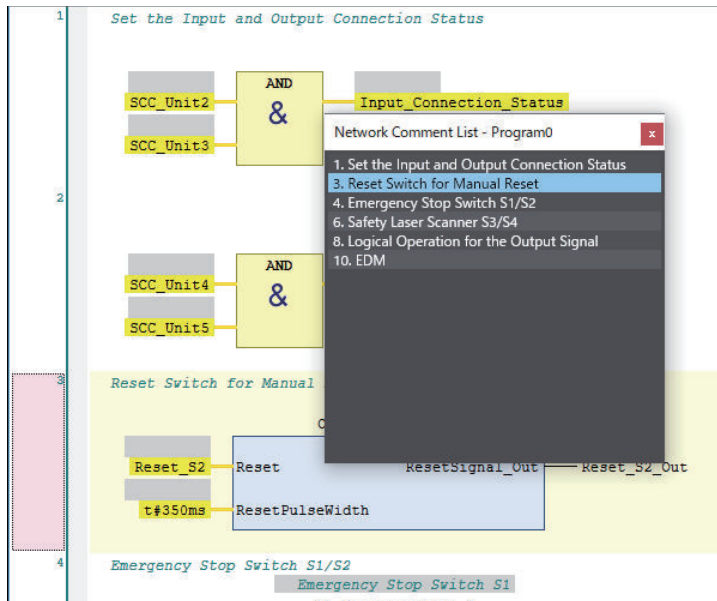 1 Set the Input and Output Connection Status
AND
SCC_Unit2 & Input_Connection_Status
SCC_Unit3
Network Comment List - Program0 x
1. Set the Input and Output Connection Status
3. Reset Switch for Manual Reset
4. Emergency Stop Switch S1/S2
6. Safety Laser Scanner S3/S4
8. Logical Operation for the Output Signal
10. EDM
2
AND
SCC_Unit4 &
SCC_Unit5
3 Reset Switch for Manual
Reset_S2 Reset ResetSignal_Out Reset_S2_Out
t#350ms ResetPulseWidth
4 Emergency Stop Switch S1/S2
Emergency Stop Switch S1